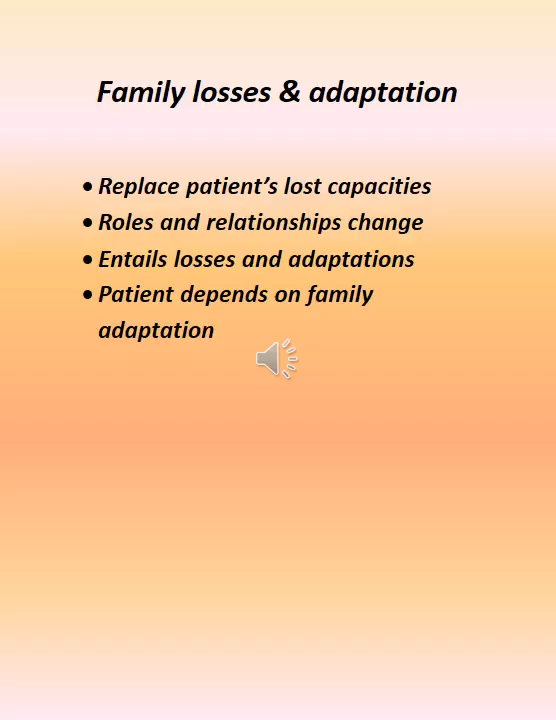 Family losses & adaptation
• Replace patient’s lost capacities
• Roles and relationships change
• Entails losses and adaptations
• Patient depends on family
adaptation